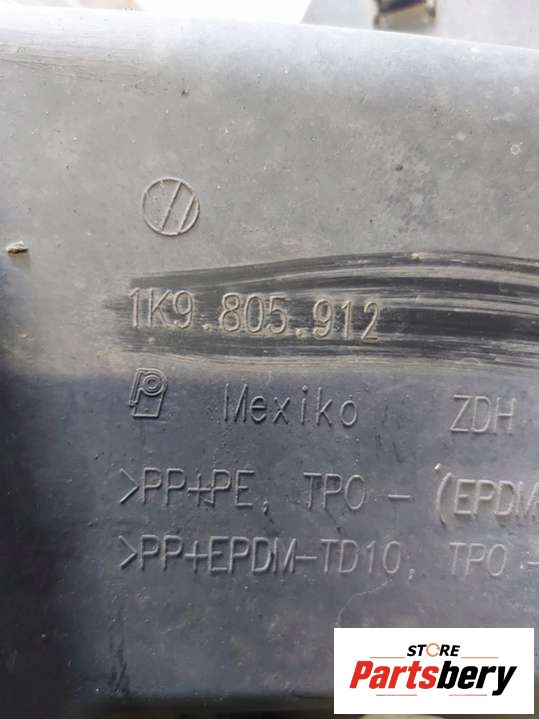 1K9.805.912
Mexiko ZDH
>PP+PE, TPO - (EPDM-
>PP+EPDM-TD10, TPO -
STORE
Partsbery